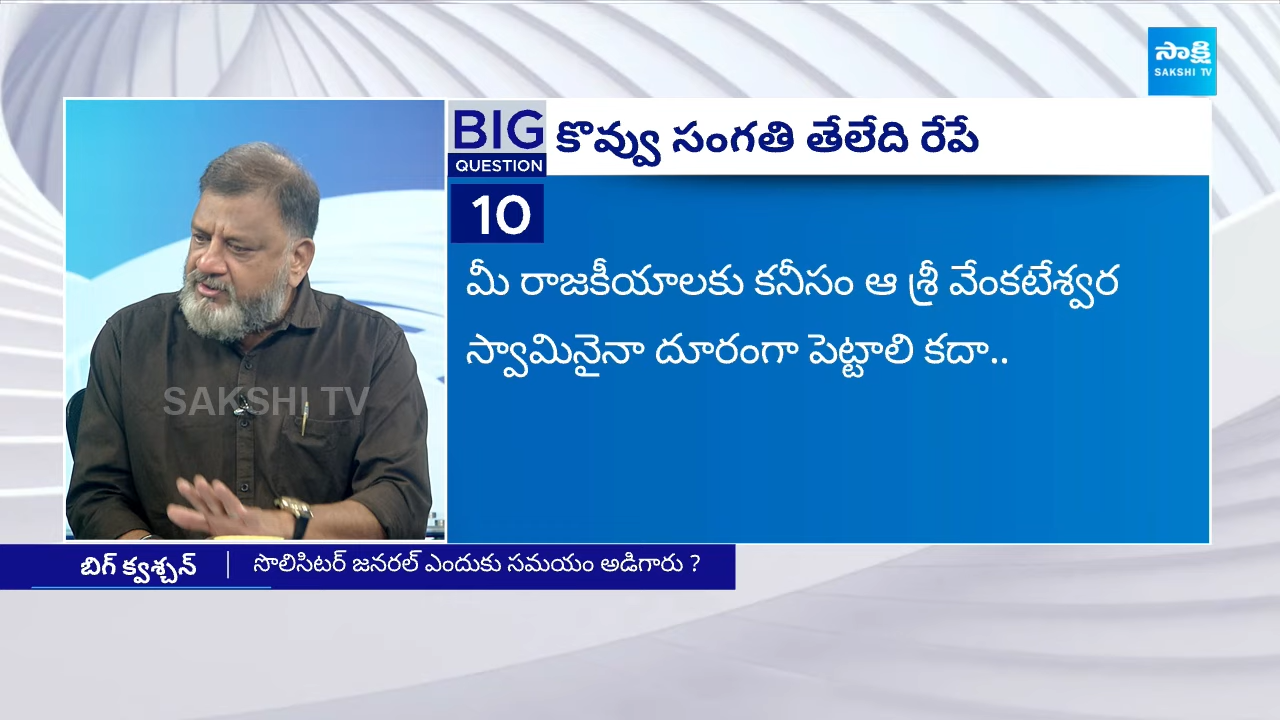 సాక్షి
SAKSHI TV
BIG
QUESTION
కొవ్వు సంగతి తేలేది రేపే
10
మీ రాజకీయాలకు కనీసం ఆ శ్రీ వేంకటేశ్వర
స్వామినైనా దూరంగా పెట్టాలి కదా..
SAKSHI TV
బిగ్ క్వశ్చన్
సొలిసిటర్ జనరల్ ఎందుకు సమయం అడిగారు ?